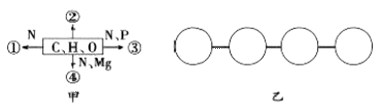 ②
N
N、P
①
C、H、O
③
N、Mg
④
甲
乙